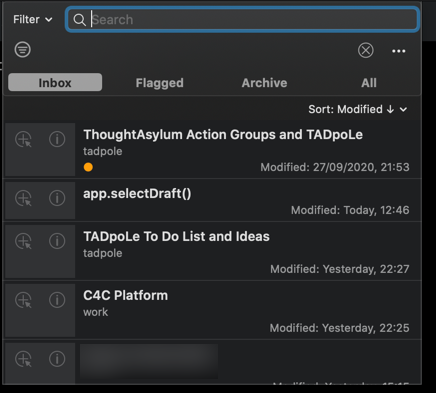 Filter
Search
Inbox Flagged Archive All
Sort: Modified ↓
ThoughtAsylum Action Groups and TADpoLe
tadpole
Modified: 27/09/2020, 21:53
app.selectDraft()
Modified: Today, 12:46
TADpoLe To Do List and Ideas
tadpole
Modified: Yesterday, 22:27
C4C Platform
work
Modified: Yesterday, 22:25